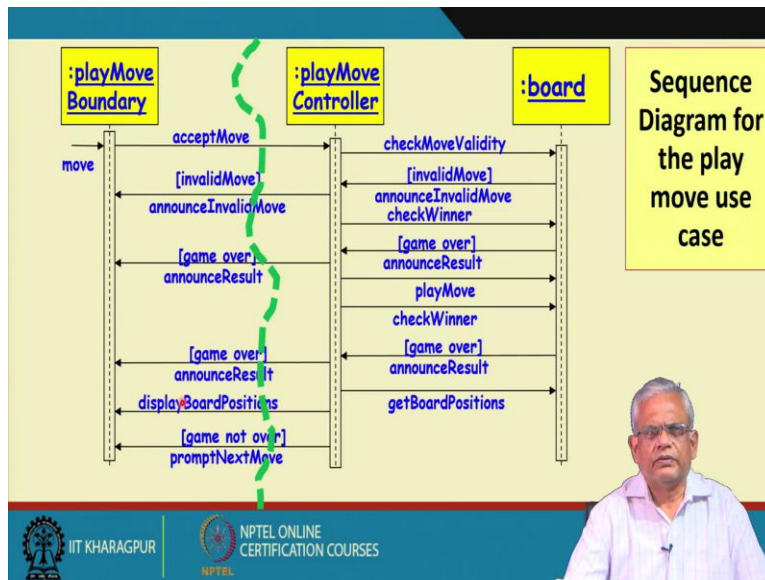 :playMove
Boundary
:playMove
Controller
:board
Sequence
Diagram for
the play
move use
case
move
acceptMove
checkMoveValidity
[invalidMove]
announceInvalidMove
[invalidMove]
announceInvalidMove
checkWinner
[game over]
announceResult
[game over]
announceResult
playMove
checkWinner
[game over]
announceResult
[game over]
announceResult
displayBoardPositions
getBoardPositions
[game not over]
promptNextMove
IIT KHARAGPUR
NPTEL
NPTEL ONLINE
CERTIFICATION COURSES